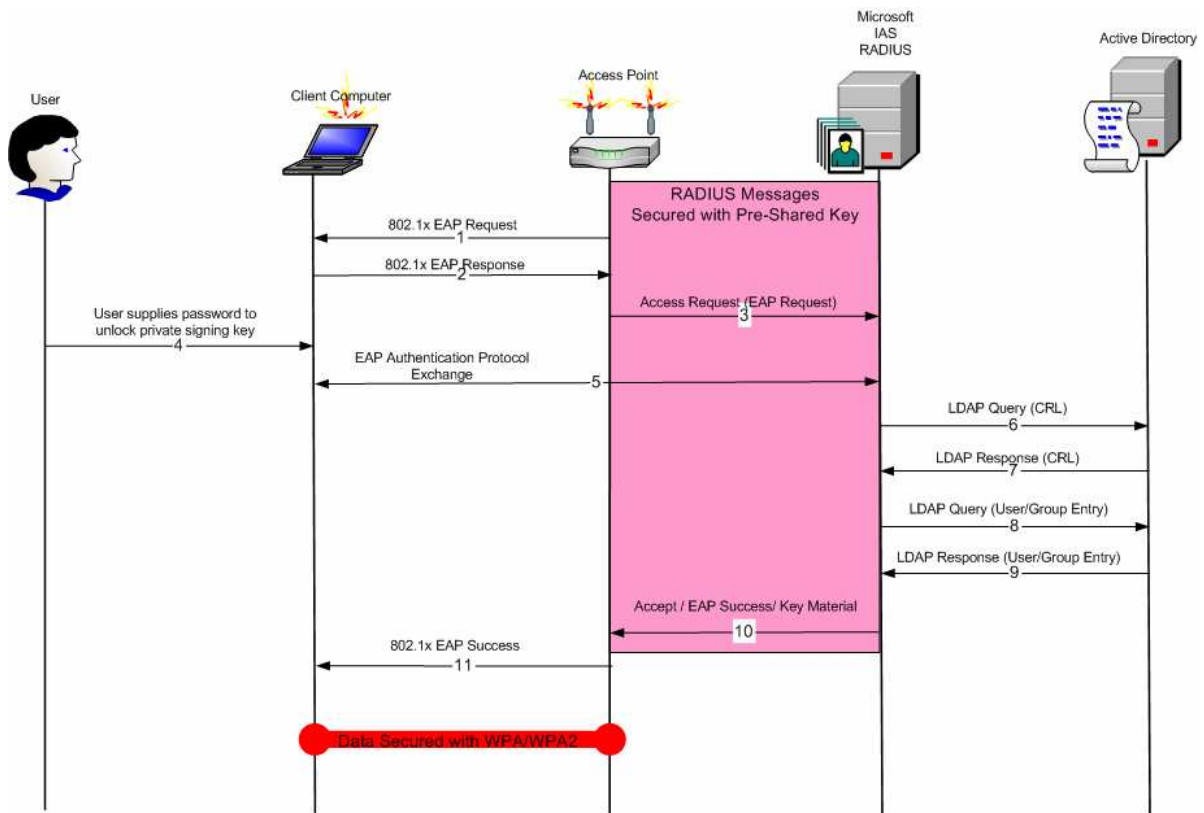 Microsoft
IAS
RADIUS
Active Directory
Access Point
Client Computer
User
RADIUS Messages
Secured with Pre-Shared Key
802.1x EAP Request
1
802.1x EAP Response
2
Access Request (EAP Request)
3
User supplies password to
unlock private signing key
4
EAP Authentication Protocol
Exchange
5
LDAP Query (CRL)
6
LDAP Response (CRL)
7
LDAP Query (User/Group Entry)
8
LDAP Response (User/Group Entry)
9
Accept / EAP Success/ Key Material
10
802.1x EAP Success
11
Data Secured with WPA/WPA2